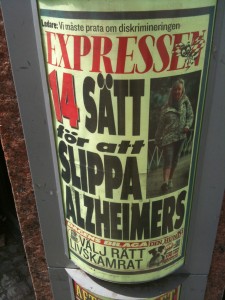 Ledare: Vi måste prata om diskrimineringen
EXPRESSEN
14 SÄTT
för att
SLIPPA
ALZHEIMERS
VÄLJ RÄTT
LIVSKAMRAT